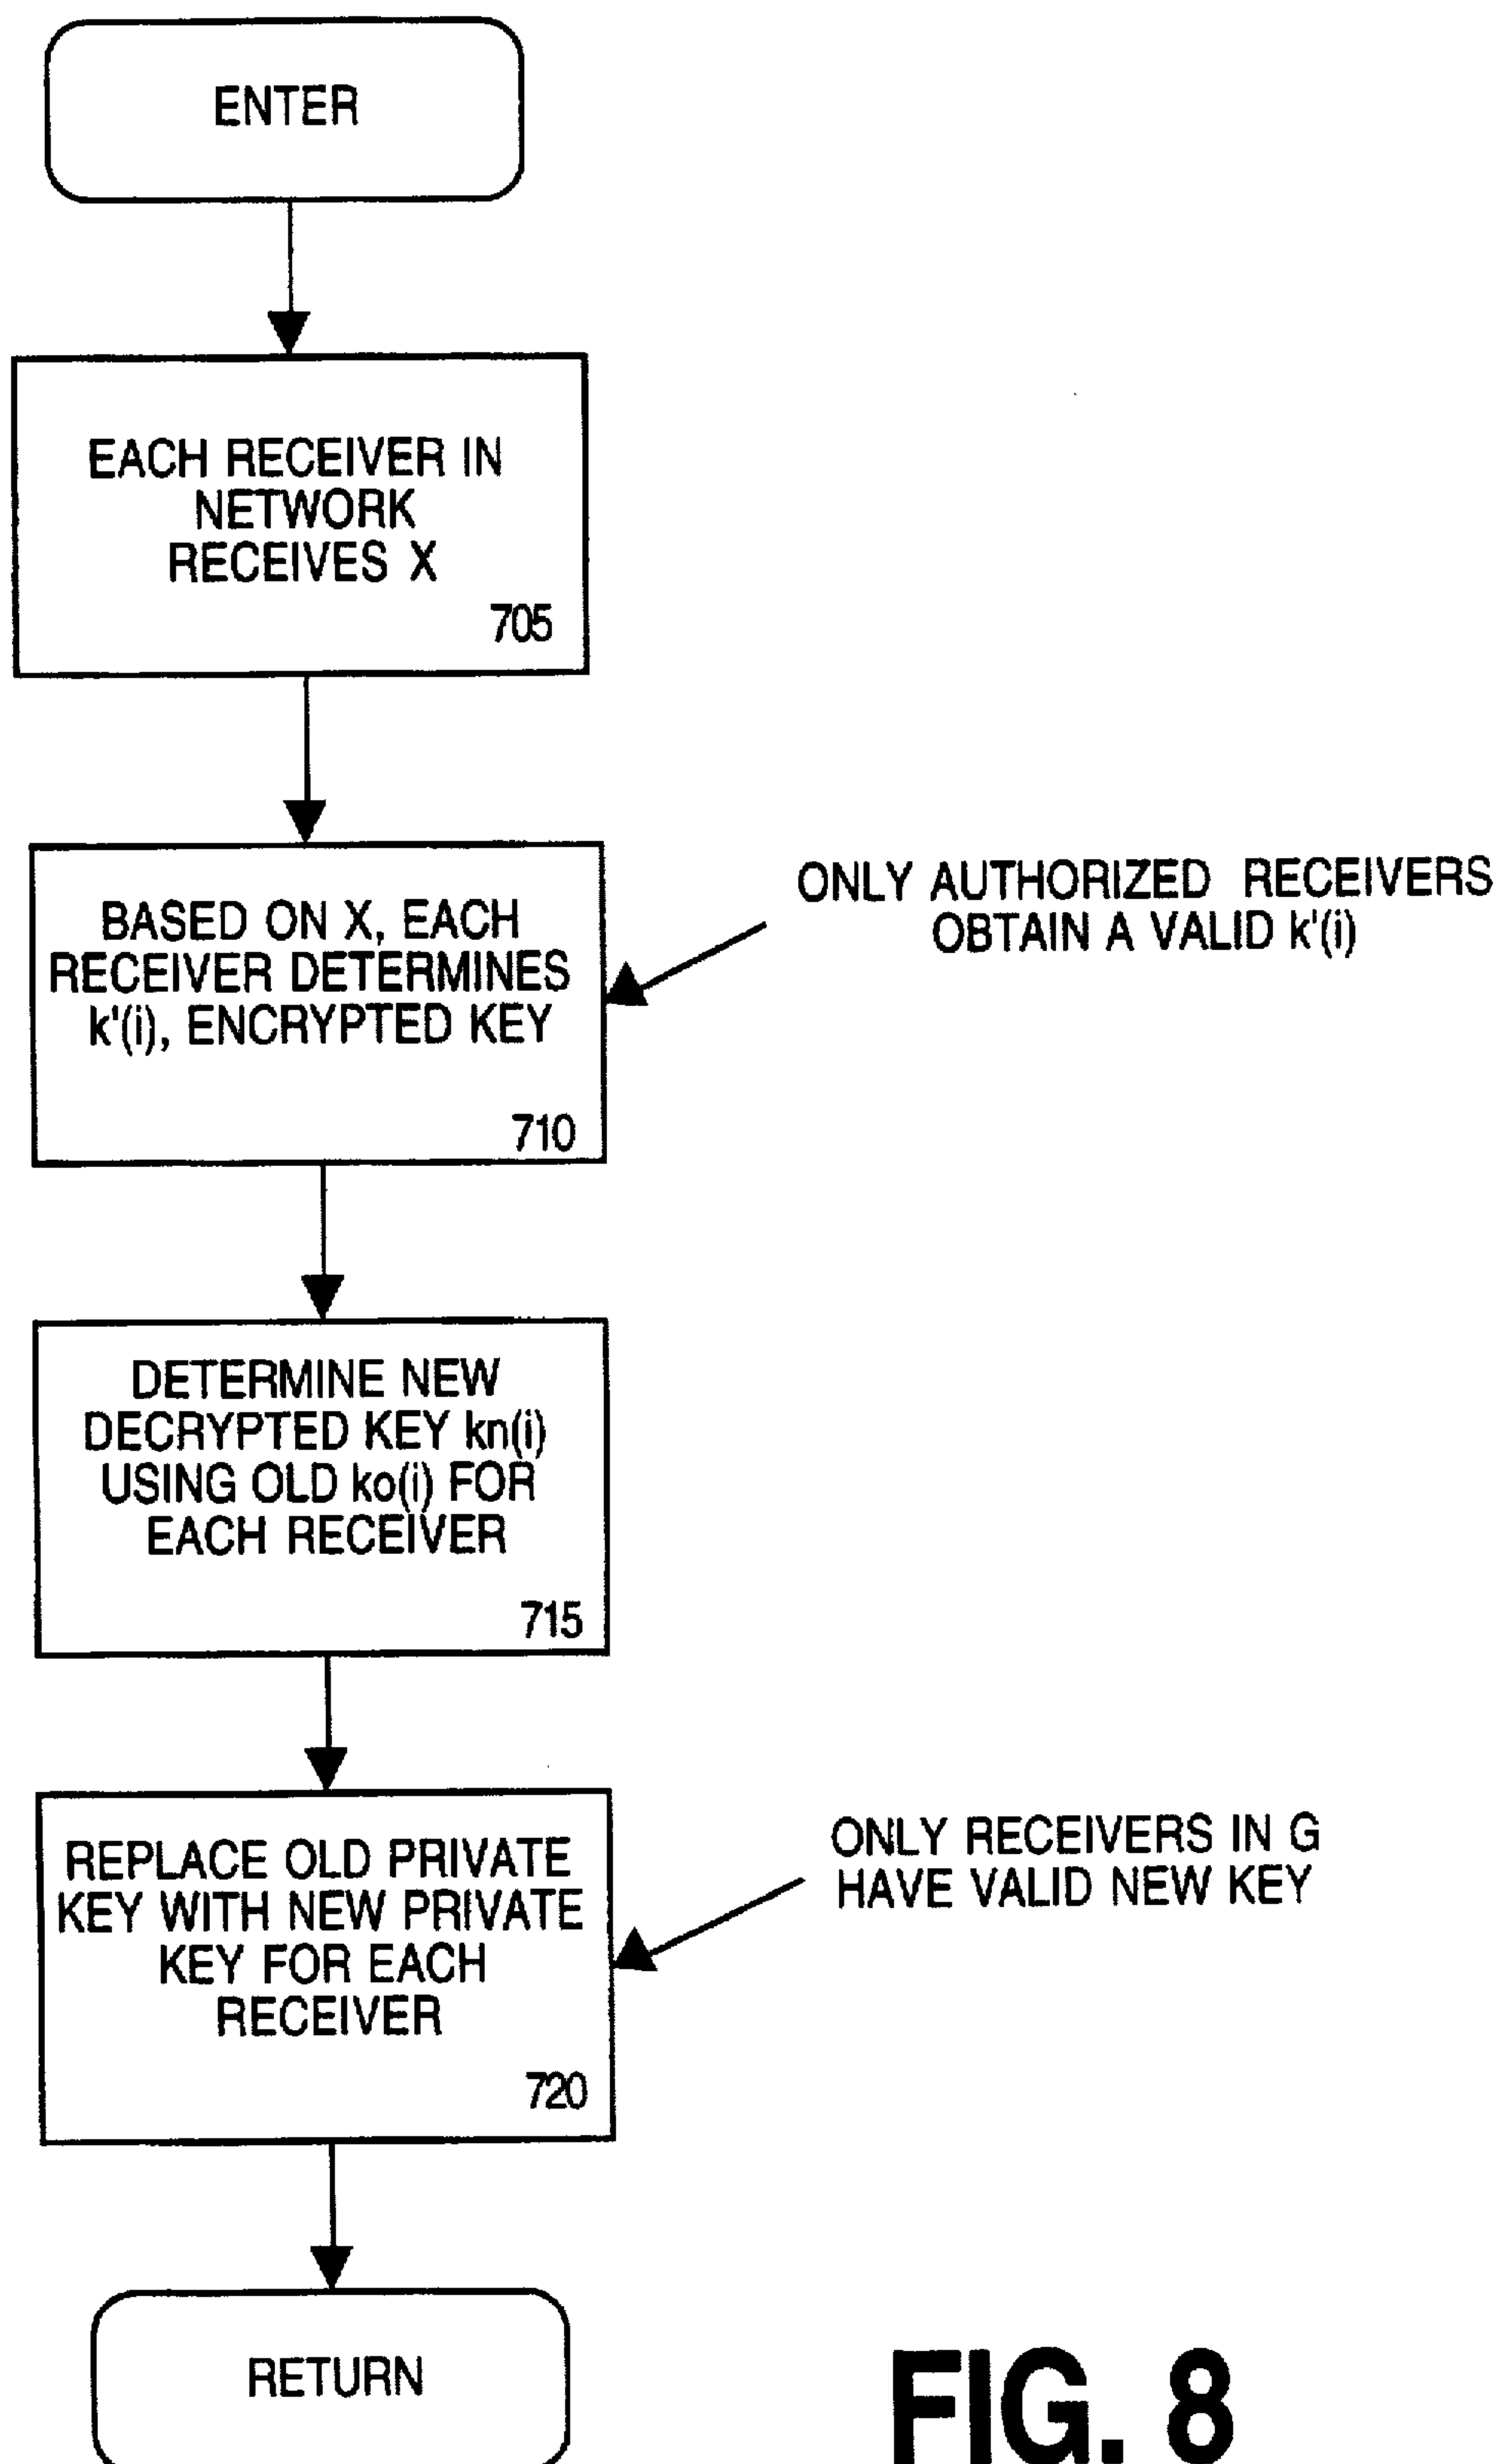 ENTER
EACH RECEIVER IN
NETWORK
RECEIVES X
705
BASED ON X, EACH
RECEIVER DETERMINES
k'(i), ENCRYPTED KEY
710
ONLY AUTHORIZED RECEIVERS
OBTAIN A VALID k'(i)
DETERMINE NEW
DECRYPTED KEY kn(i)
USING OLD ko(i) FOR
EACH RECEIVER
715
REPLACE OLD PRIVATE
KEY WITH NEW PRIVATE
KEY FOR EACH
RECEIVER
720
ONLY RECEIVERS IN G
HAVE VALID NEW KEY
RETURN
FIG. 8